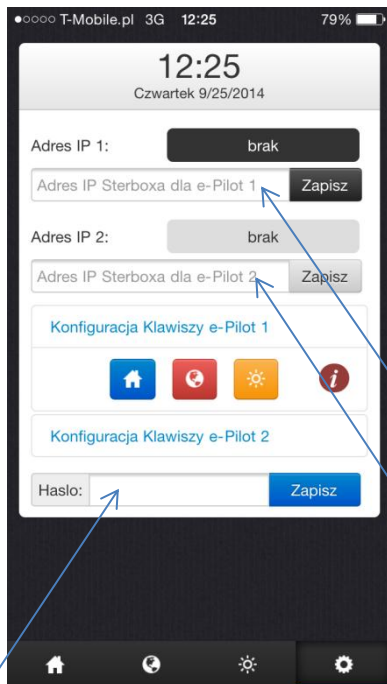 T-Mobile.pl 3G 12:25 79%
12:25
Czwartek 9/25/2014
Adres IP 1: brak
Adres IP Sterboxa dla e-Pilot 1 Zapisz
Adres IP 2: brak
Adres IP Sterboxa dla e-Pilot 2 Zapisz
Konfiguracja Klawiszy e-Pilot 1
i
Konfiguracja Klawiszy e-Pilot 2
Haslo: Zapisz